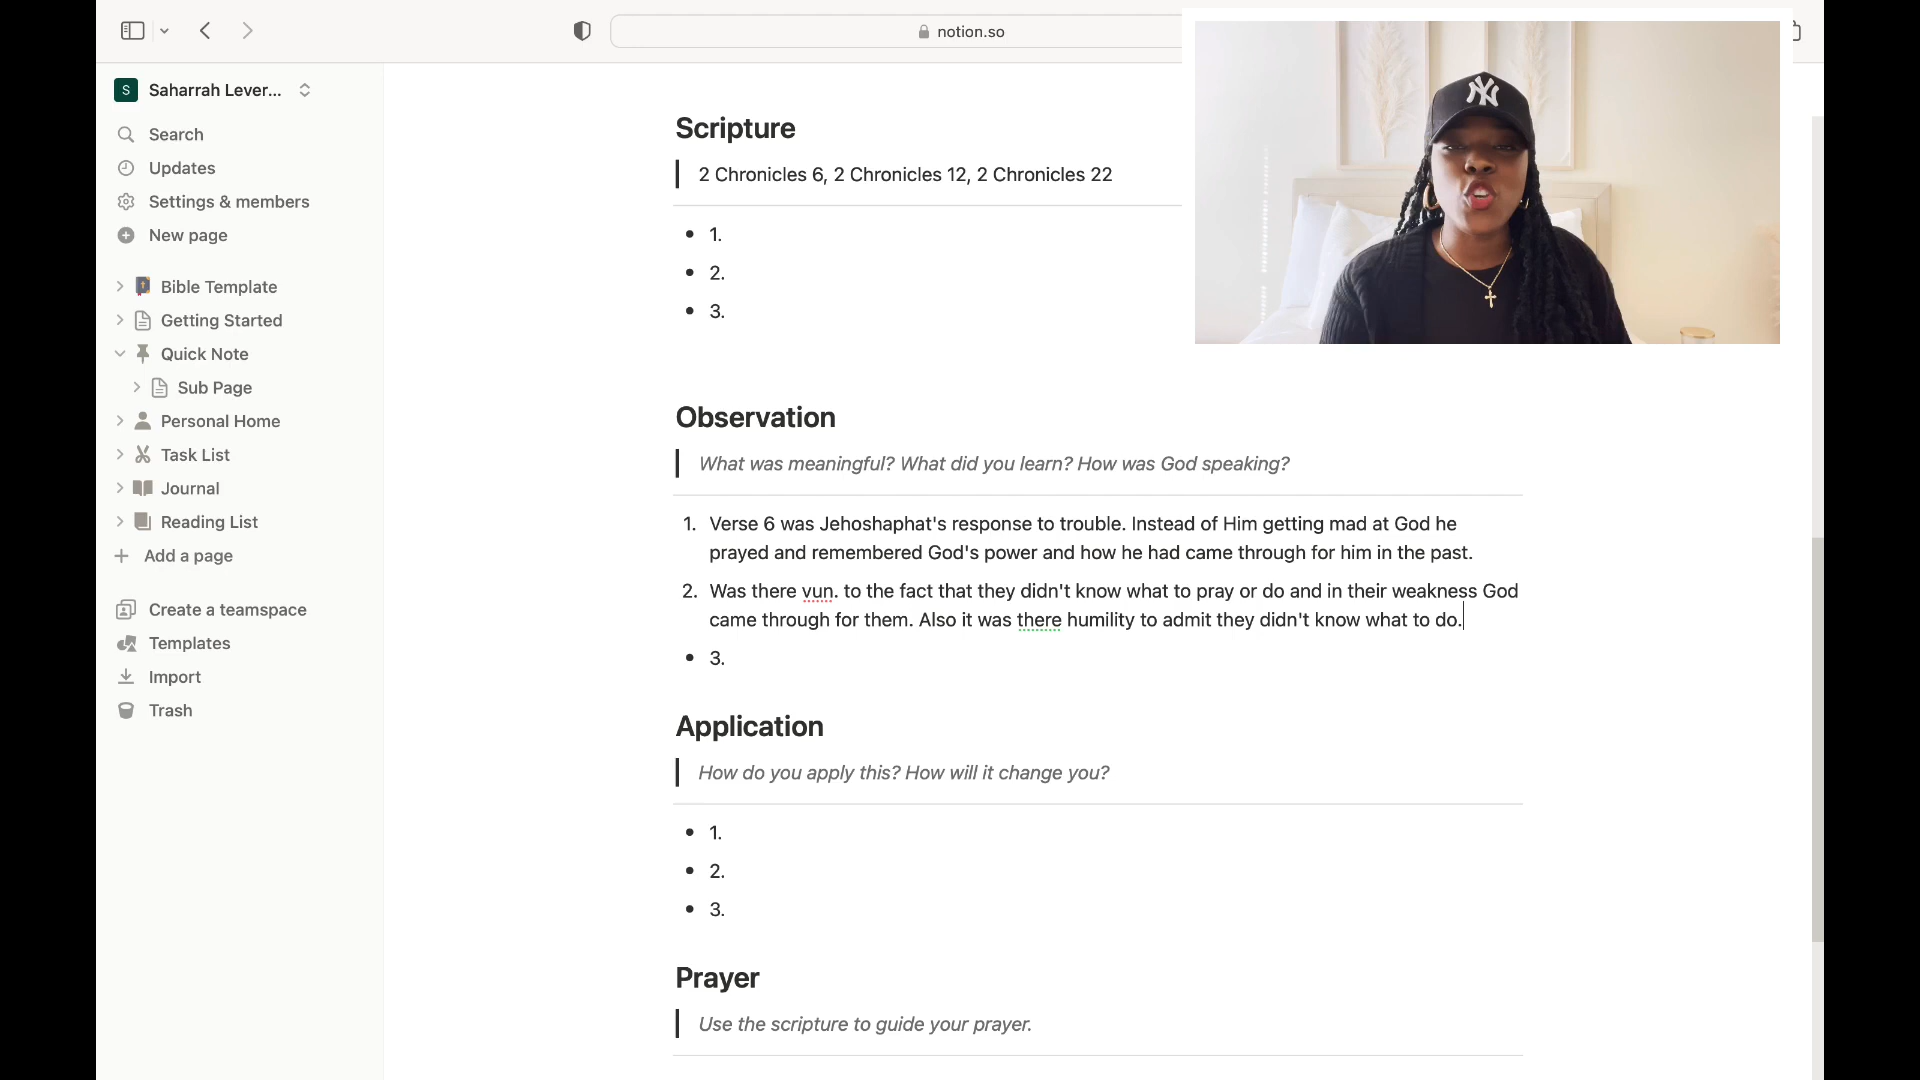 notion.so
S Saharrah Lever...
Search
Updates
Settings & members
New page
Bible Template
Getting Started
Quick Note
Sub Page
Personal Home
Task List
Journal
Reading List
Add a page
Create a teamspace
Templates
Import
Trash
Scripture
2 Chronicles 6, 2 Chronicles 12, 2 Chronicles 22
• 1.
• 2.
• 3.
Observation
What was meaningful? What did you learn? How was God speaking?
1. Verse 6 was Jehoshaphat's response to trouble. Instead of Him getting mad at God he
prayed and remembered God's power and how he had came through for him in the past.
2. Was there vun. to the fact that they didn't know what to pray or do and in their weakness God
came through for them. Also it was there humility to admit they didn't know what to do.
• 3.
Application
How do you apply this? How will it change you?
• 1.
• 2.
• 3.
Prayer
Use the scripture to guide your prayer.
NY